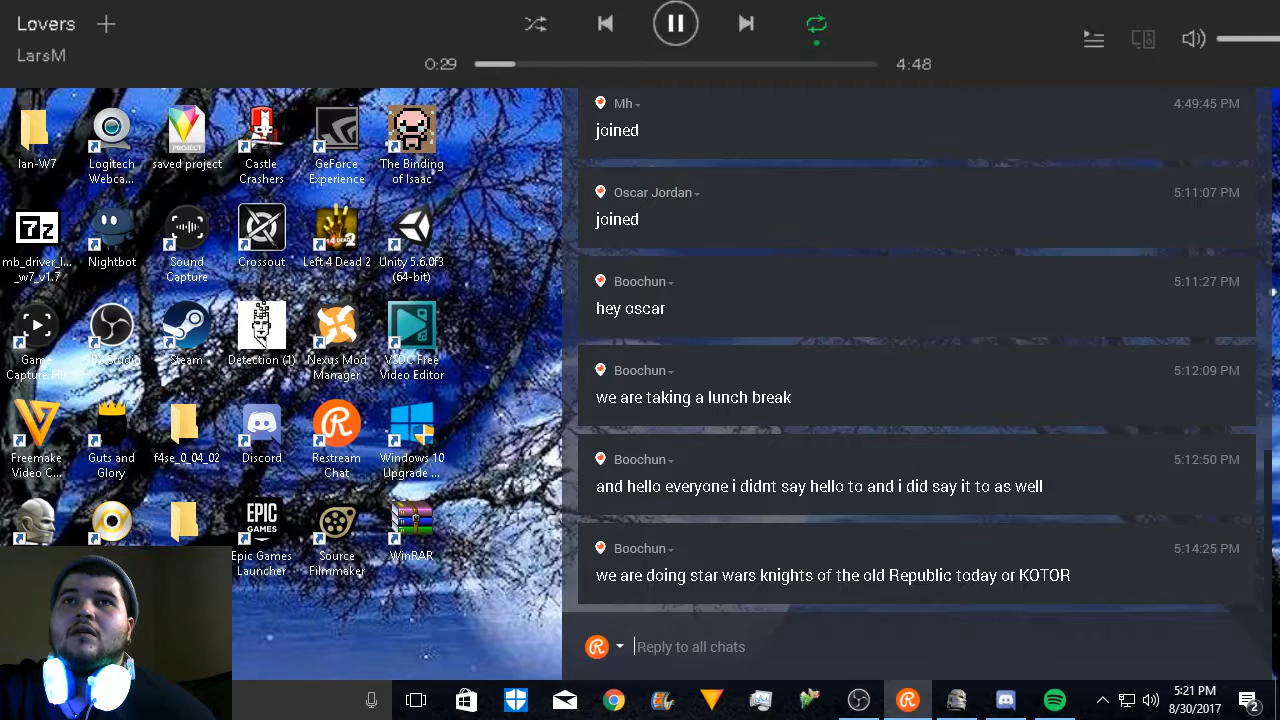 Lovers
LarsM
0:29
4:48
Mh
4:49:45 PM
joined
Oscar Jordan
5:11:07 PM
joined
Boochun
5:11:27 PM
hey oscar
Boochun
5:12:09 PM
we are taking a lunch break
Boochun
5:12:50 PM
and hello everyone i didnt say hello to and i did say it to as well
Boochun
5:14:25 PM
we are doing star wars knights of the old Republic today or KOTOR
Reply to all chats
Ian-W7
Logitech
Webca...
saved project
PROJECT
Castle
Crashers
GeForce
Experience
The Binding
of Isaac
7z
mb_driver_l...
_w7_v1.7
Nightbot
Sound
Capture
Crossout
Left 4 Dead 2
Unity 5.6.0f3
(64-bit)
Game
Capture
Studio
Steam
Detection (1)
Nexus Mod
Manager
VSDC Free
Video Editor
Freemake
Video C...
Guts and
Glory
f4se_0_04_02
Discord
Restream
Chat
Windows 10
Upgrade ...
EPIC
GAMES
Epic Games
Launcher
Source
Filmmaker
WinRAR
5:21 PM
8/30/2017
2